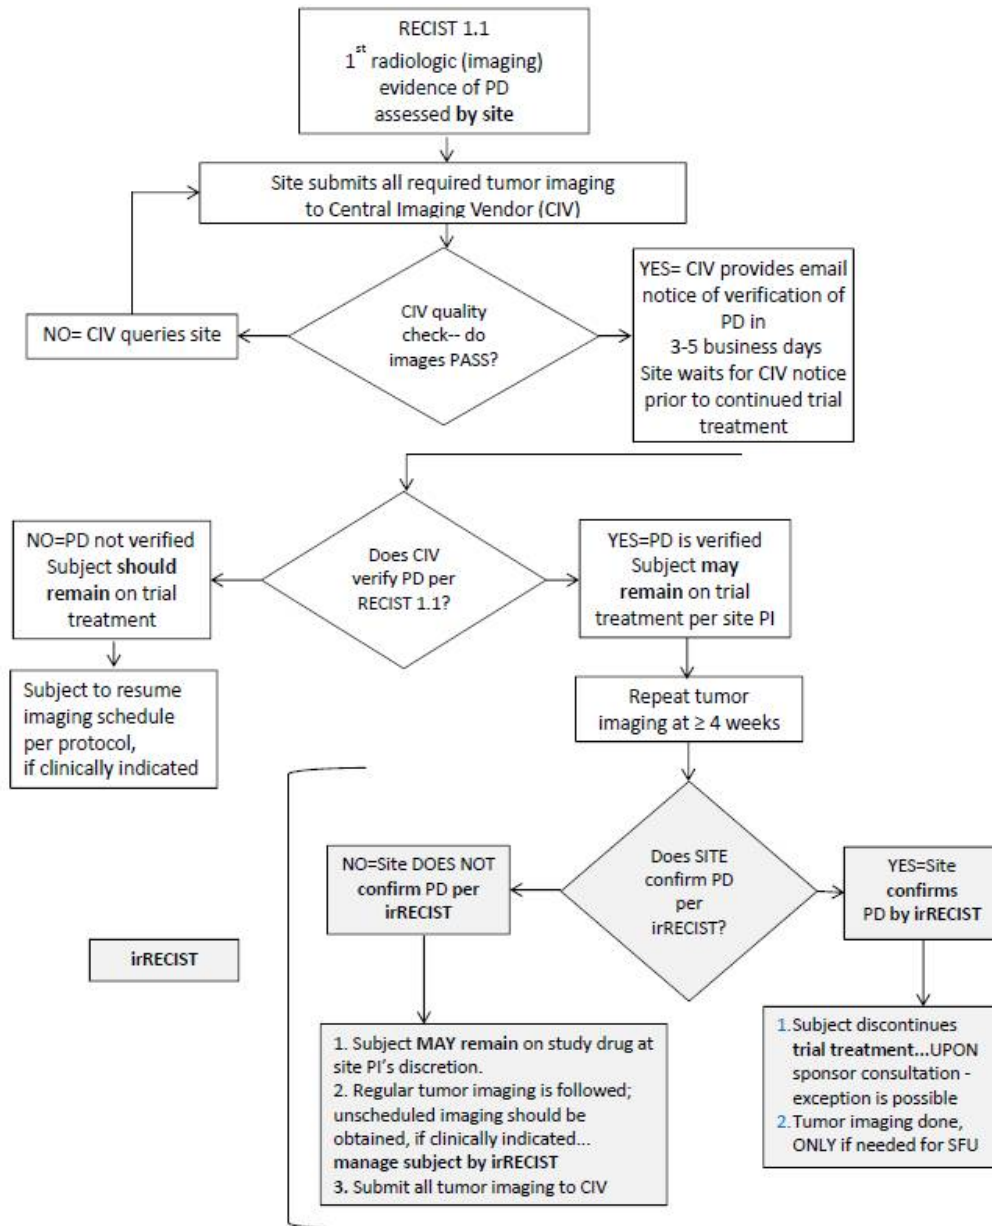 RECIST 1.1
1st radiologic (imaging)
evidence of PD
assessed by site
Site submits all required tumor imaging
to Central Imaging Vendor (CIV)
NO= CIV queries site
CIV quality
check-- do
images PASS?
YES= CIV provides email
notice of verification of
PD in
3-5 business days
Site waits for CIV notice
prior to continued trial
treatment
NO=PD not verified
Subject should
remain on trial
treatment
Does CIV
verify PD per
RECIST 1.1?
YES=PD is verified
Subject may
remain on trial
treatment per site PI
Subject to resume
imaging schedule
per protocol,
if clinically indicated
Repeat tumor
imaging at ≥ 4 weeks
NO=Site DOES NOT
confirm PD per
irRECIST
Does SITE
confirm PD
per
irRECIST?
YES=Site
confirms
PD by irRECIST
irRECIST
1. Subject MAY remain on study drug at
site PI's discretion.
2. Regular tumor imaging is followed;
unscheduled imaging should be
obtained, if clinically indicated...
manage subject by irRECIST
3. Submit all tumor imaging to CIV
1. Subject discontinues
trial treatment...UPON
sponsor consultation -
exception is possible
2. Tumor imaging done,
ONLY if needed for SFU